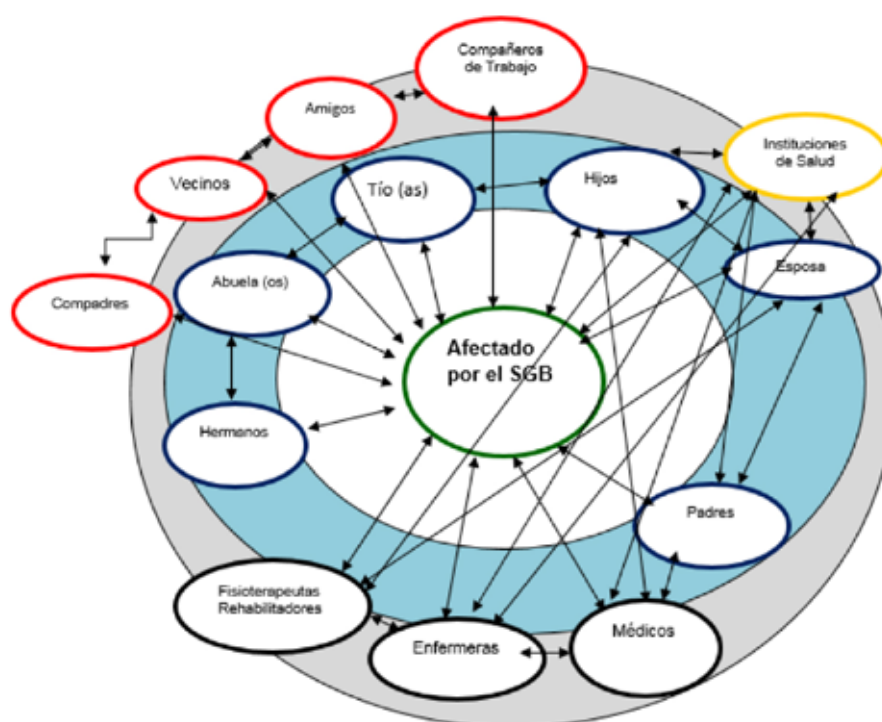 Compañeros
de Trabajo
Amigos
Instituciones
de Salud
Vecinos
Tío (as)
Hijos
Abuela (os)
Esposa
Compadres
Afectado
por el SGB
Hermanos
Padres
Fisioterapeutas
Rehabilitadores
Médicos
Enfermeras